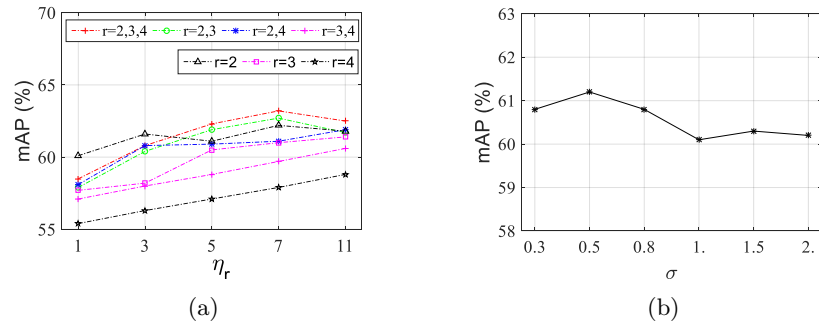 70
65
60
55
mAP (%)
r=2,3,4 r=2,3 r=2,4 r=3,4
r=2 r=3 r=4
1 3 5 7 11
ηr
(a)
63
62
61
60
59
58
mAP (%)
0.3 0.5 0.8 1. 1.5 2.
σ
(b)